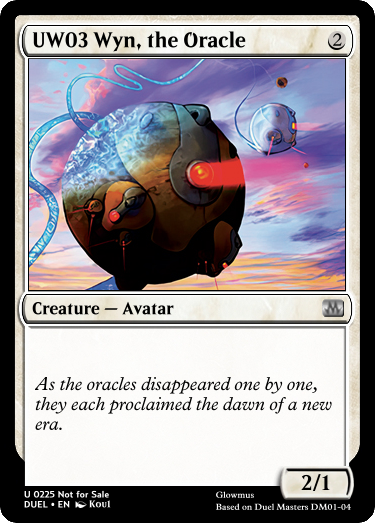 UW03 Wyn, the Oracle 2
Creature — Avatar
As the oracles disappeared one by one,
they each proclaimed the dawn of a new
era.
2/1
U 0225 Not for Sale
DUEL • EN Koul
Glowmus
Based on Duel Masters DM01-04